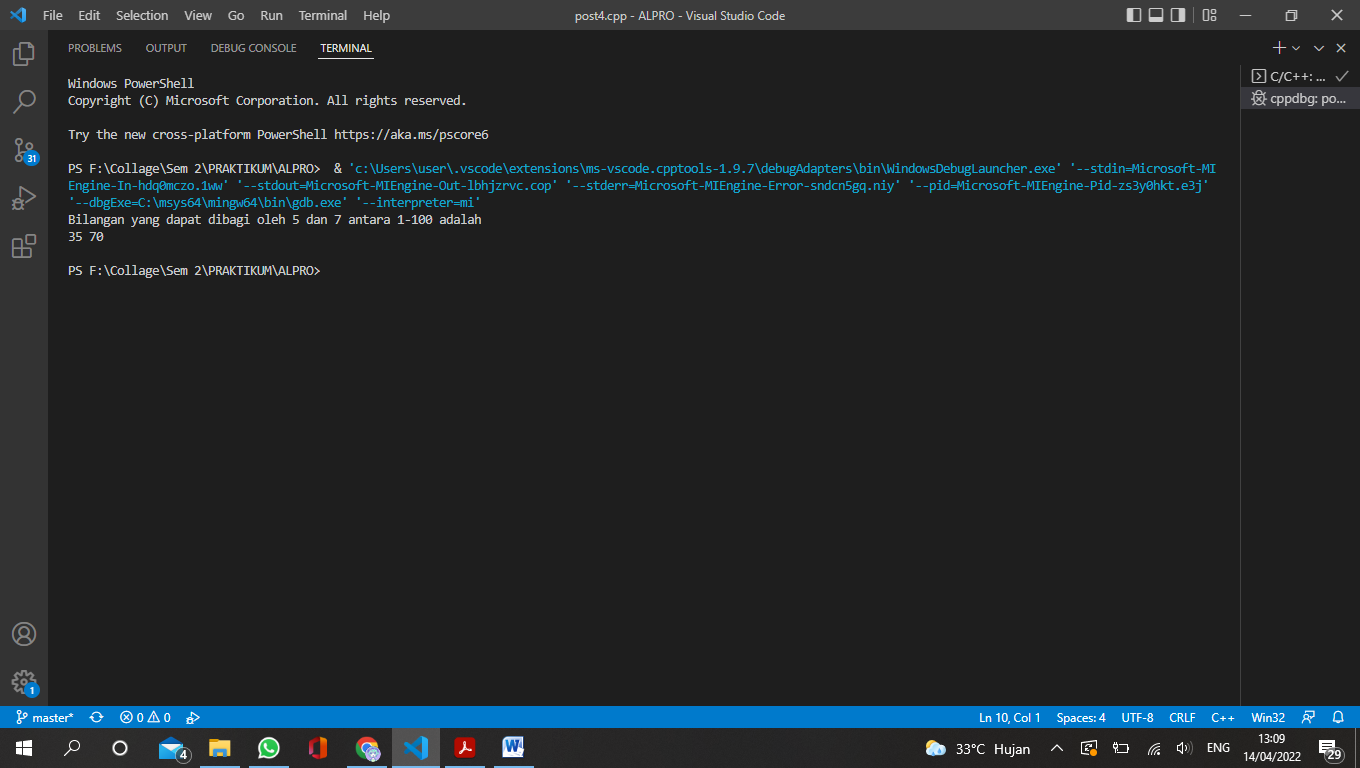 File Edit Selection View Go Run Terminal Help
post4.cpp - ALPRO - Visual Studio Code
PROBLEMS OUTPUT DEBUG CONSOLE TERMINAL
Windows PowerShell
Copyright (C) Microsoft Corporation. All rights reserved.
Try the new cross-platform PowerShell https://aka.ms/pscore6
PS F:\Collage\Sem 2\PRAKTIKUM\ALPRO>  & 'c:\Users\user\.vscode\extensions\ms-vscode.cpptools-1.9.7\debugAdapters\bin\WindowsDebugLauncher.exe' '--stdin=Microsoft-MI
Engine-In-hdq0mczo.1ww' '--stdout=Microsoft-MIEngine-Out-lbhjzrvc.cop' '--stderr=Microsoft-MIEngine-Error-sndcn5gq.niy' '--pid=Microsoft-MIEngine-Pid-zs3y0hkt.e3j'
'--dbgExe=C:\msys64\mingw64\bin\gdb.exe' '--interpreter=mi'
Bilangan yang dapat dibagi oleh 5 dan 7 antara 1-100 adalah
35 70
PS F:\Collage\Sem 2\PRAKTIKUM\ALPRO>
C/C++: ...
cppdbg: po...
31
1
master* 0 0
Ln 10, Col 1 Spaces: 4 UTF-8 CRLF C++ Win32
4
33°C Hujan
ENG
13:09
14/04/2022
29